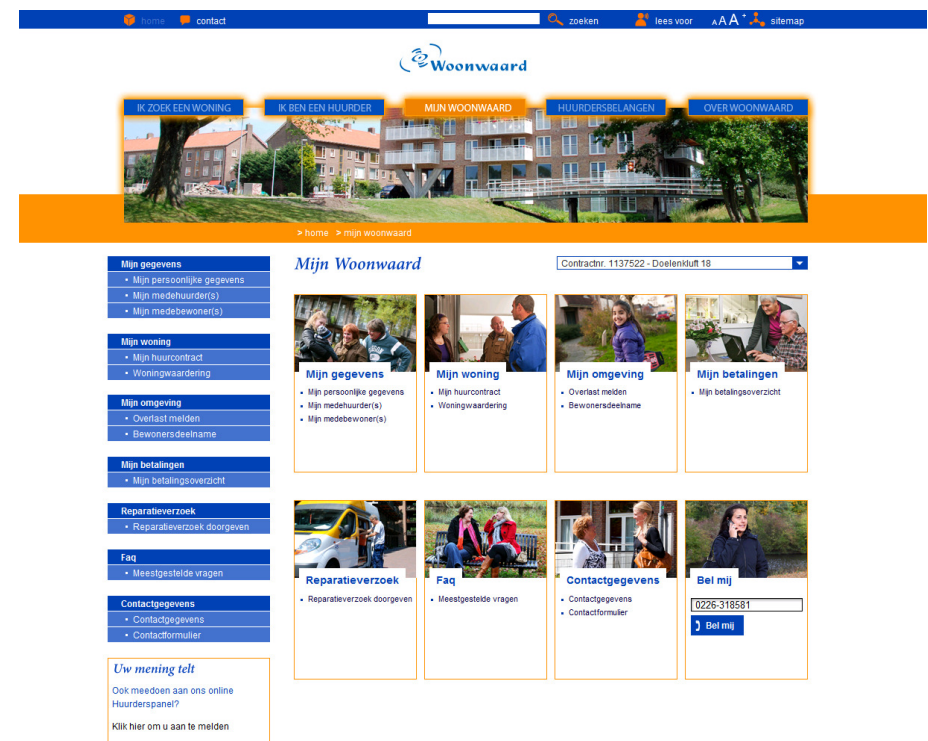 home
contact
zoeken
lees voor
AAA+
sitemap
Woonwaard
IK ZOEK EEN WONING
IK BEN EEN HUURDER
MIJN WOONWAARD
HUURDERSBELANGEN
OVER WOONWAARD
> home > mijn woonwaard
Mijn gegevens
• Mijn persoonlijke gegevens
• Mijn medehuurder(s)
• Mijn medebewoner(s)
Mijn woning
• Mijn huurcontract
• Woningwaardering
Mijn omgeving
• Overlast melden
• Bewonersdeelname
Mijn betalingen
• Mijn betalingsoverzicht
Reparatieverzoek
• Reparatieverzoek doorgeven
Faq
• Meestgestelde vragen
Contactgegevens
• Contactgegevens
• Contactformulier
Uw mening telt
Ook meedoen aan ons online
Huurderspanel?
Klik hier om u aan te melden
Mijn Woonwaard
Contractnr. 1137522 - Doelenkluft 18
Mijn gegevens
Mijn persoonlijke gegevens
Mijn medehuurder(s)
Mijn medebewoner(s)
Mijn woning
Mijn huurcontract
Woningwaardering
Mijn omgeving
Overlast melden
Bewonersdeelname
Mijn betalingen
Mijn betalingsoverzicht
Reparatieverzoek
Reparatieverzoek doorgeven
Faq
Meestgestelde vragen
Contactgegevens
Contactgegevens
Contactformulier
Bel mij
0226-318581
Bel mij